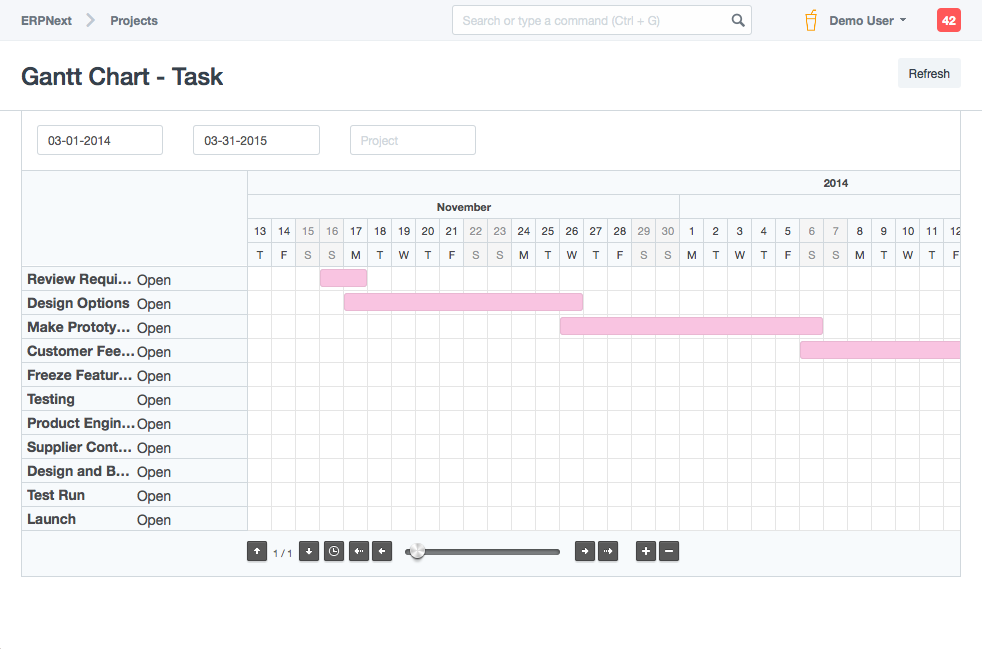 ERPNext Projects Search or type a command (Ctrl + G) Demo User 42
Gantt Chart - Task Refresh
03-01-2014 03-31-2015 Project
2014
November
13 14 15 16 17 18 19 20 21 22 23 24 25 26 27 28 29 30 1 2 3 4 5 6 7 8 9 10 11 12
T F S S M T W T F S S M T W T F S S M T W T F S S M T W T F
Review Requi... Open
Design Options Open
Make Prototy... Open
Customer Fee... Open
Freeze Featur... Open
Testing Open
Product Engin... Open
Supplier Cont... Open
Design and B... Open
Test Run Open
Launch Open
1 / 1